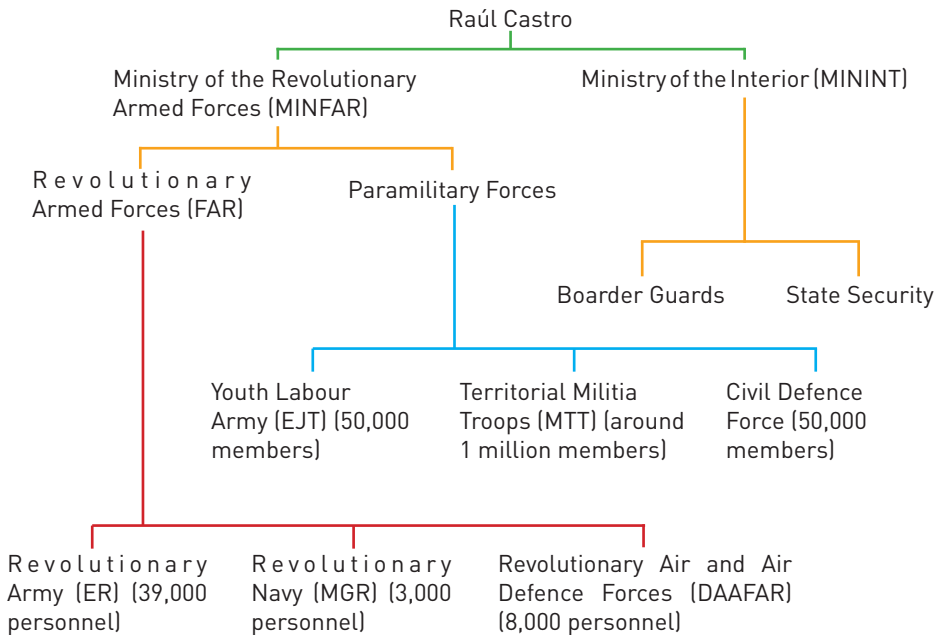 Raúl Castro
Ministry of the Revolutionary
Armed Forces (MINFAR)
Ministry of the Interior (MININT)
Revolutionary
Armed Forces (FAR)
Paramilitary Forces
Boarder Guards
State Security
Youth Labour
Army (EJT) (50,000
members)
Territorial Militia
Troops (MTT) (around
1 million members)
Civil Defence
Force (50,000
members)
Revolutionary
Army (ER) (39,000
personnel)
Revolutionary
Navy (MGR) (3,000
personnel)
Revolutionary Air and Air
Defence Forces (DAAFAR)
(8,000 personnel)